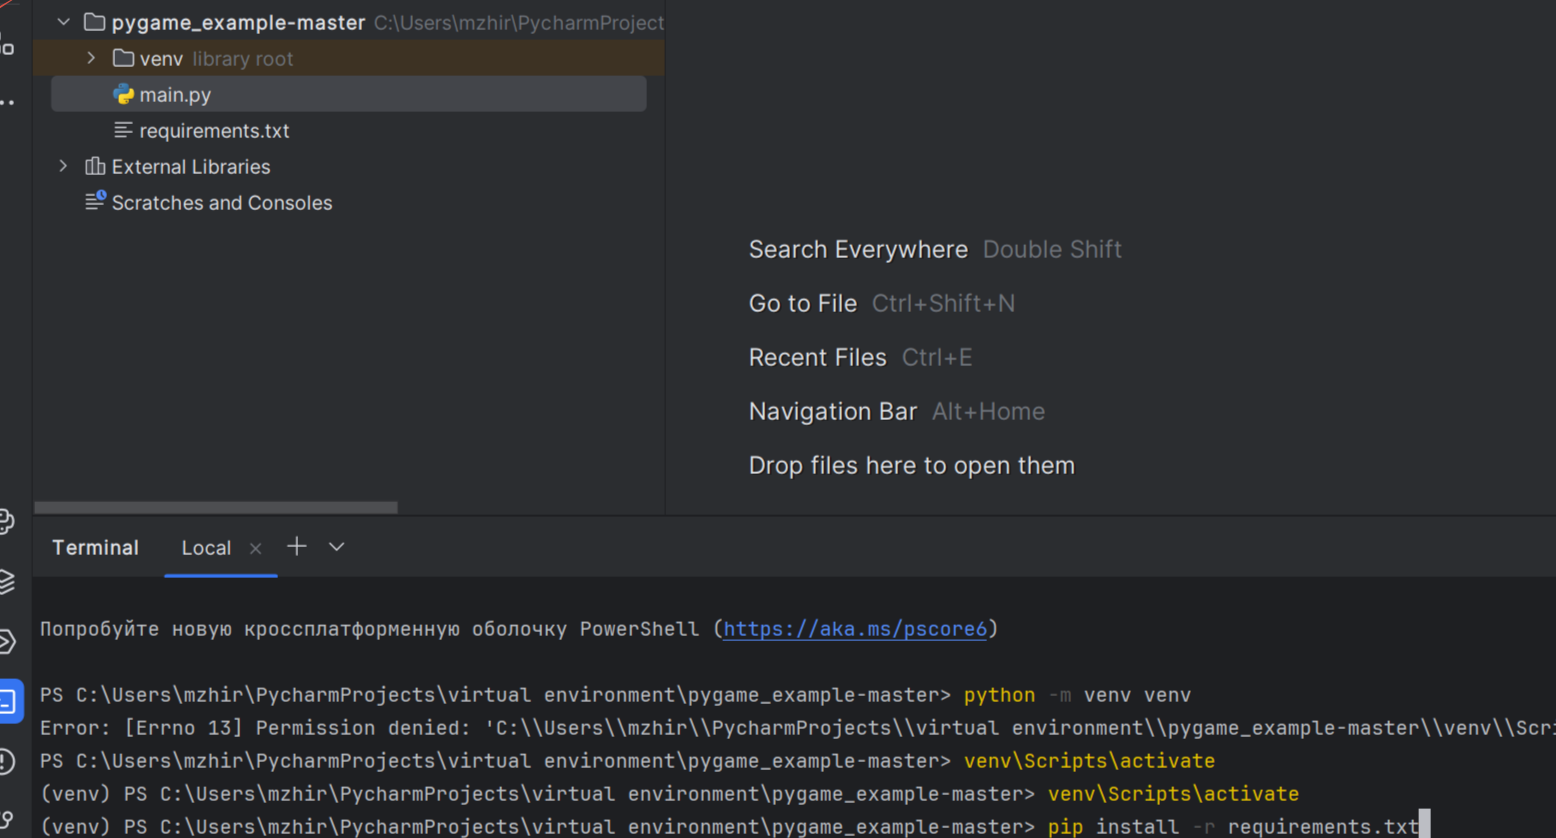 pygame_example-master C:\Users\mzhir\PycharmProject
venv library root
main.py
requirements.txt
External Libraries
Scratches and Consoles
Search Everywhere Double Shift
Go to File Ctrl+Shift+N
Recent Files Ctrl+E
Navigation Bar Alt+Home
Drop files here to open them
Terminal Local
Попробуйте новую кроссплатформенную оболочку PowerShell (https://aka.ms/pscore6)
PS C:\Users\mzhir\PycharmProjects\virtual environment\pygame_example-master> python -m venv venv
Error: [Errno 13] Permission denied: 'C:\\Users\\mzhir\\PycharmProjects\\virtual environment\\pygame_example-master\\venv\\Scri
PS C:\Users\mzhir\PycharmProjects\virtual environment\pygame_example-master> venv\Scripts\activate
(venv) PS C:\Users\mzhir\PycharmProjects\virtual environment\pygame_example-master> venv\Scripts\activate
(venv) PS C:\Users\mzhir\PycharmProjects\virtual environment\pygame_example-master> pip install -r requirements.txt